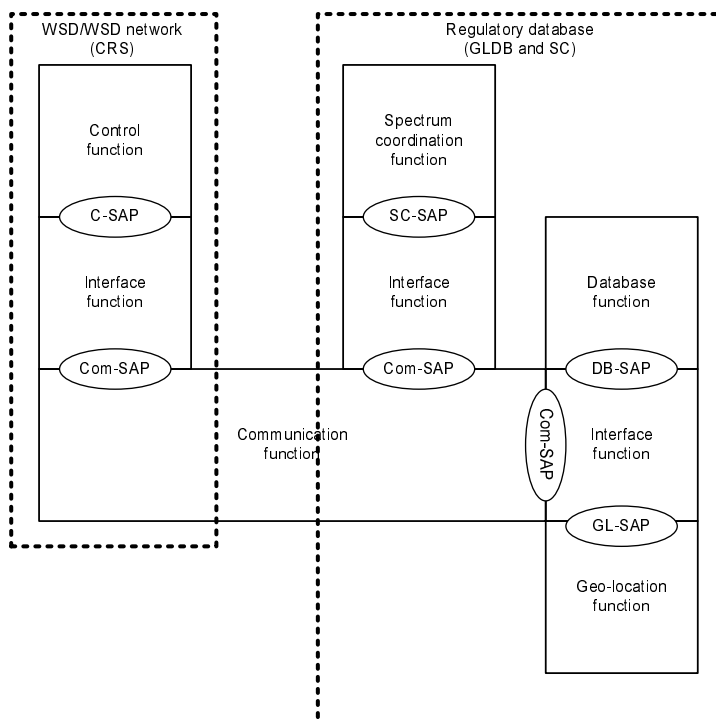 WSD/WSD network
(CRS)
Regulatory database
(GLDB and SC)
Control
function
Spectrum
coordination
function
C-SAP
SC-SAP
Interface
function
Interface
function
Database
function
Com-SAP
Com-SAP
DB-SAP
Communication
function
Com-SAP
Interface
function
GL-SAP
Geo-location
function